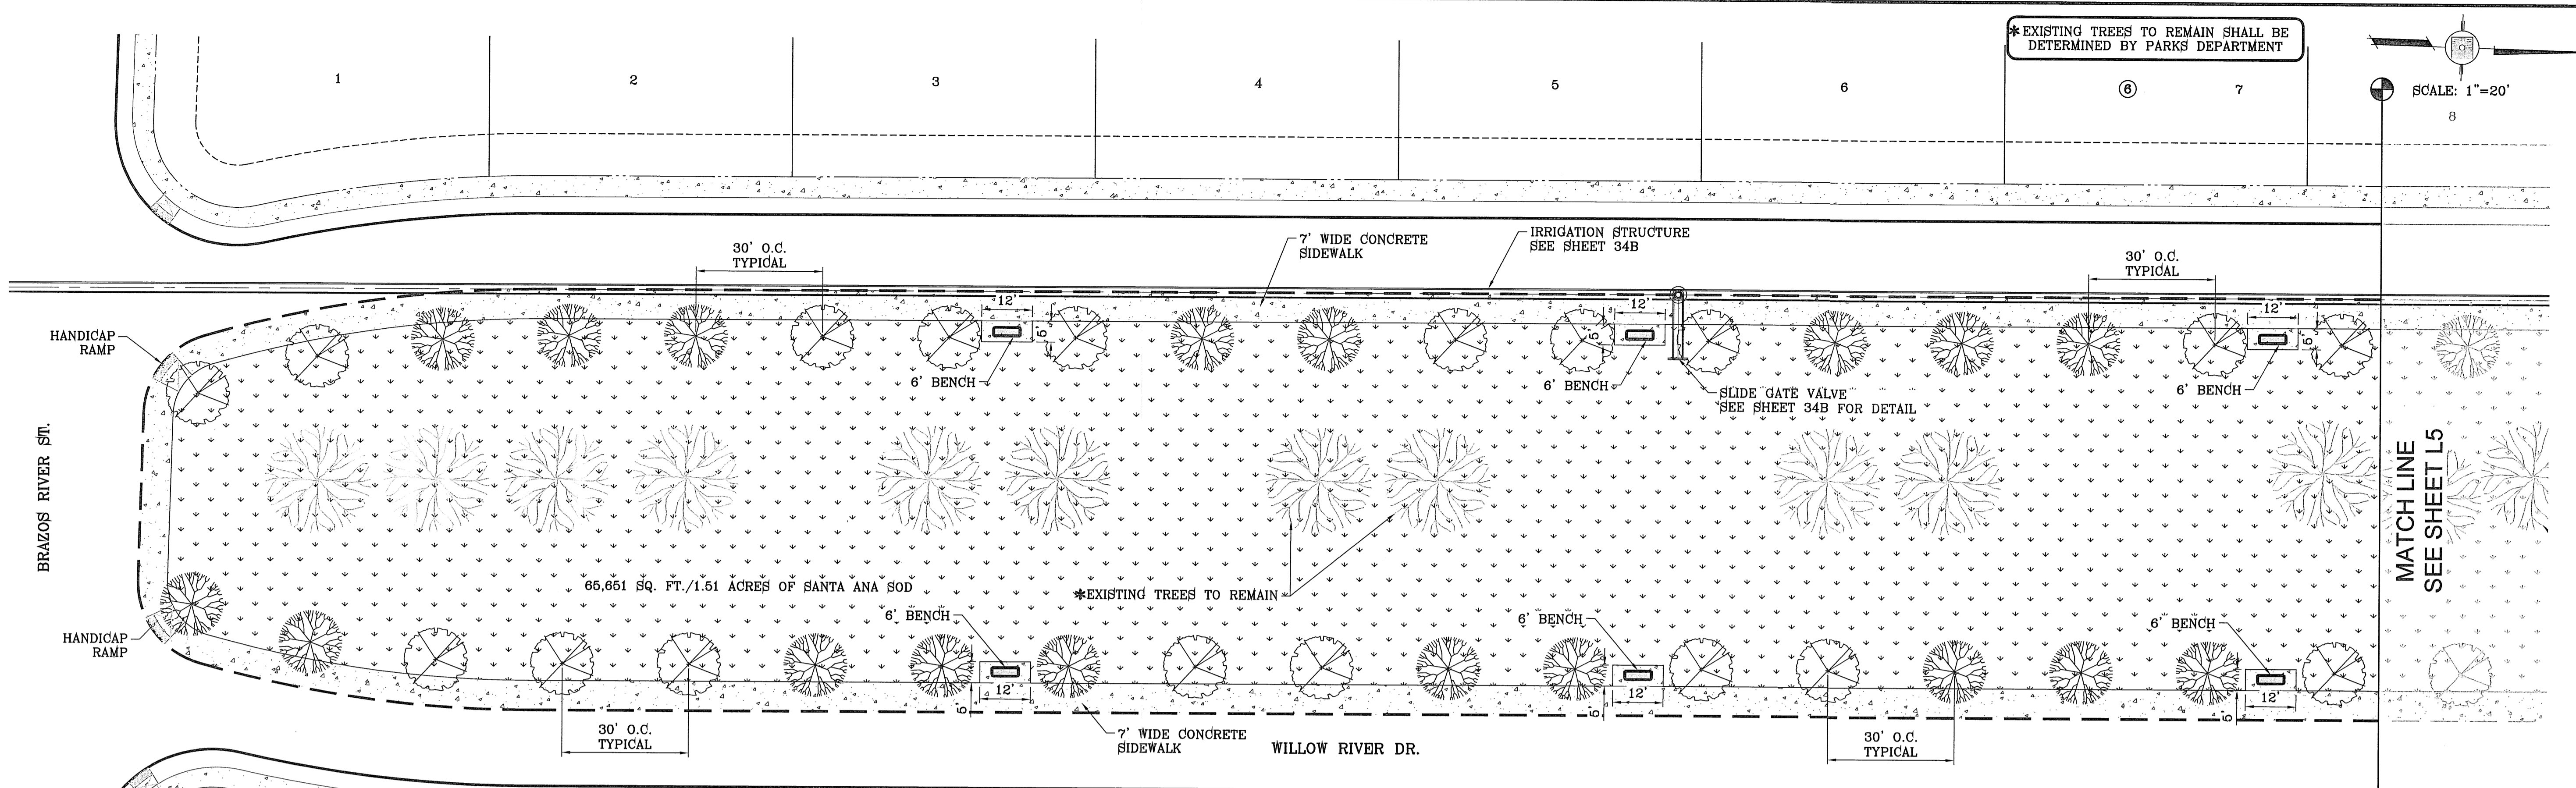 *EXISTING TREES TO REMAIN SHALL BE
DETERMINED BY PARKS DEPARTMENT
1
2
3
4
5
6
6
7
SCALE: 1"=20'
8
30' O.C.
TYPICAL
7' WIDE CONCRETE
SIDEWALK
IRRIGATION STRUCTURE
SEE SHEET 34B
30' O.C.
TYPICAL
12'
5'
12'
5'
12'
5'
HANDICAP
RAMP
6' BENCH
6' BENCH
6' BENCH
SLIDE GATE VALVE
SEE SHEET 34B FOR DETAIL
BRAZOS RIVER ST.
MATCH LINE
SEE SHEET L5
65,651 SQ. FT./1.51 ACRES OF SANTA ANA SOD
*EXISTING TREES TO REMAIN
6' BENCH
6' BENCH
6' BENCH
HANDICAP
RAMP
12'
5'
12'
5'
12'
5'
30' O.C.
TYPICAL
7' WIDE CONCRETE
SIDEWALK
WILLOW RIVER DR.
30' O.C.
TYPICAL